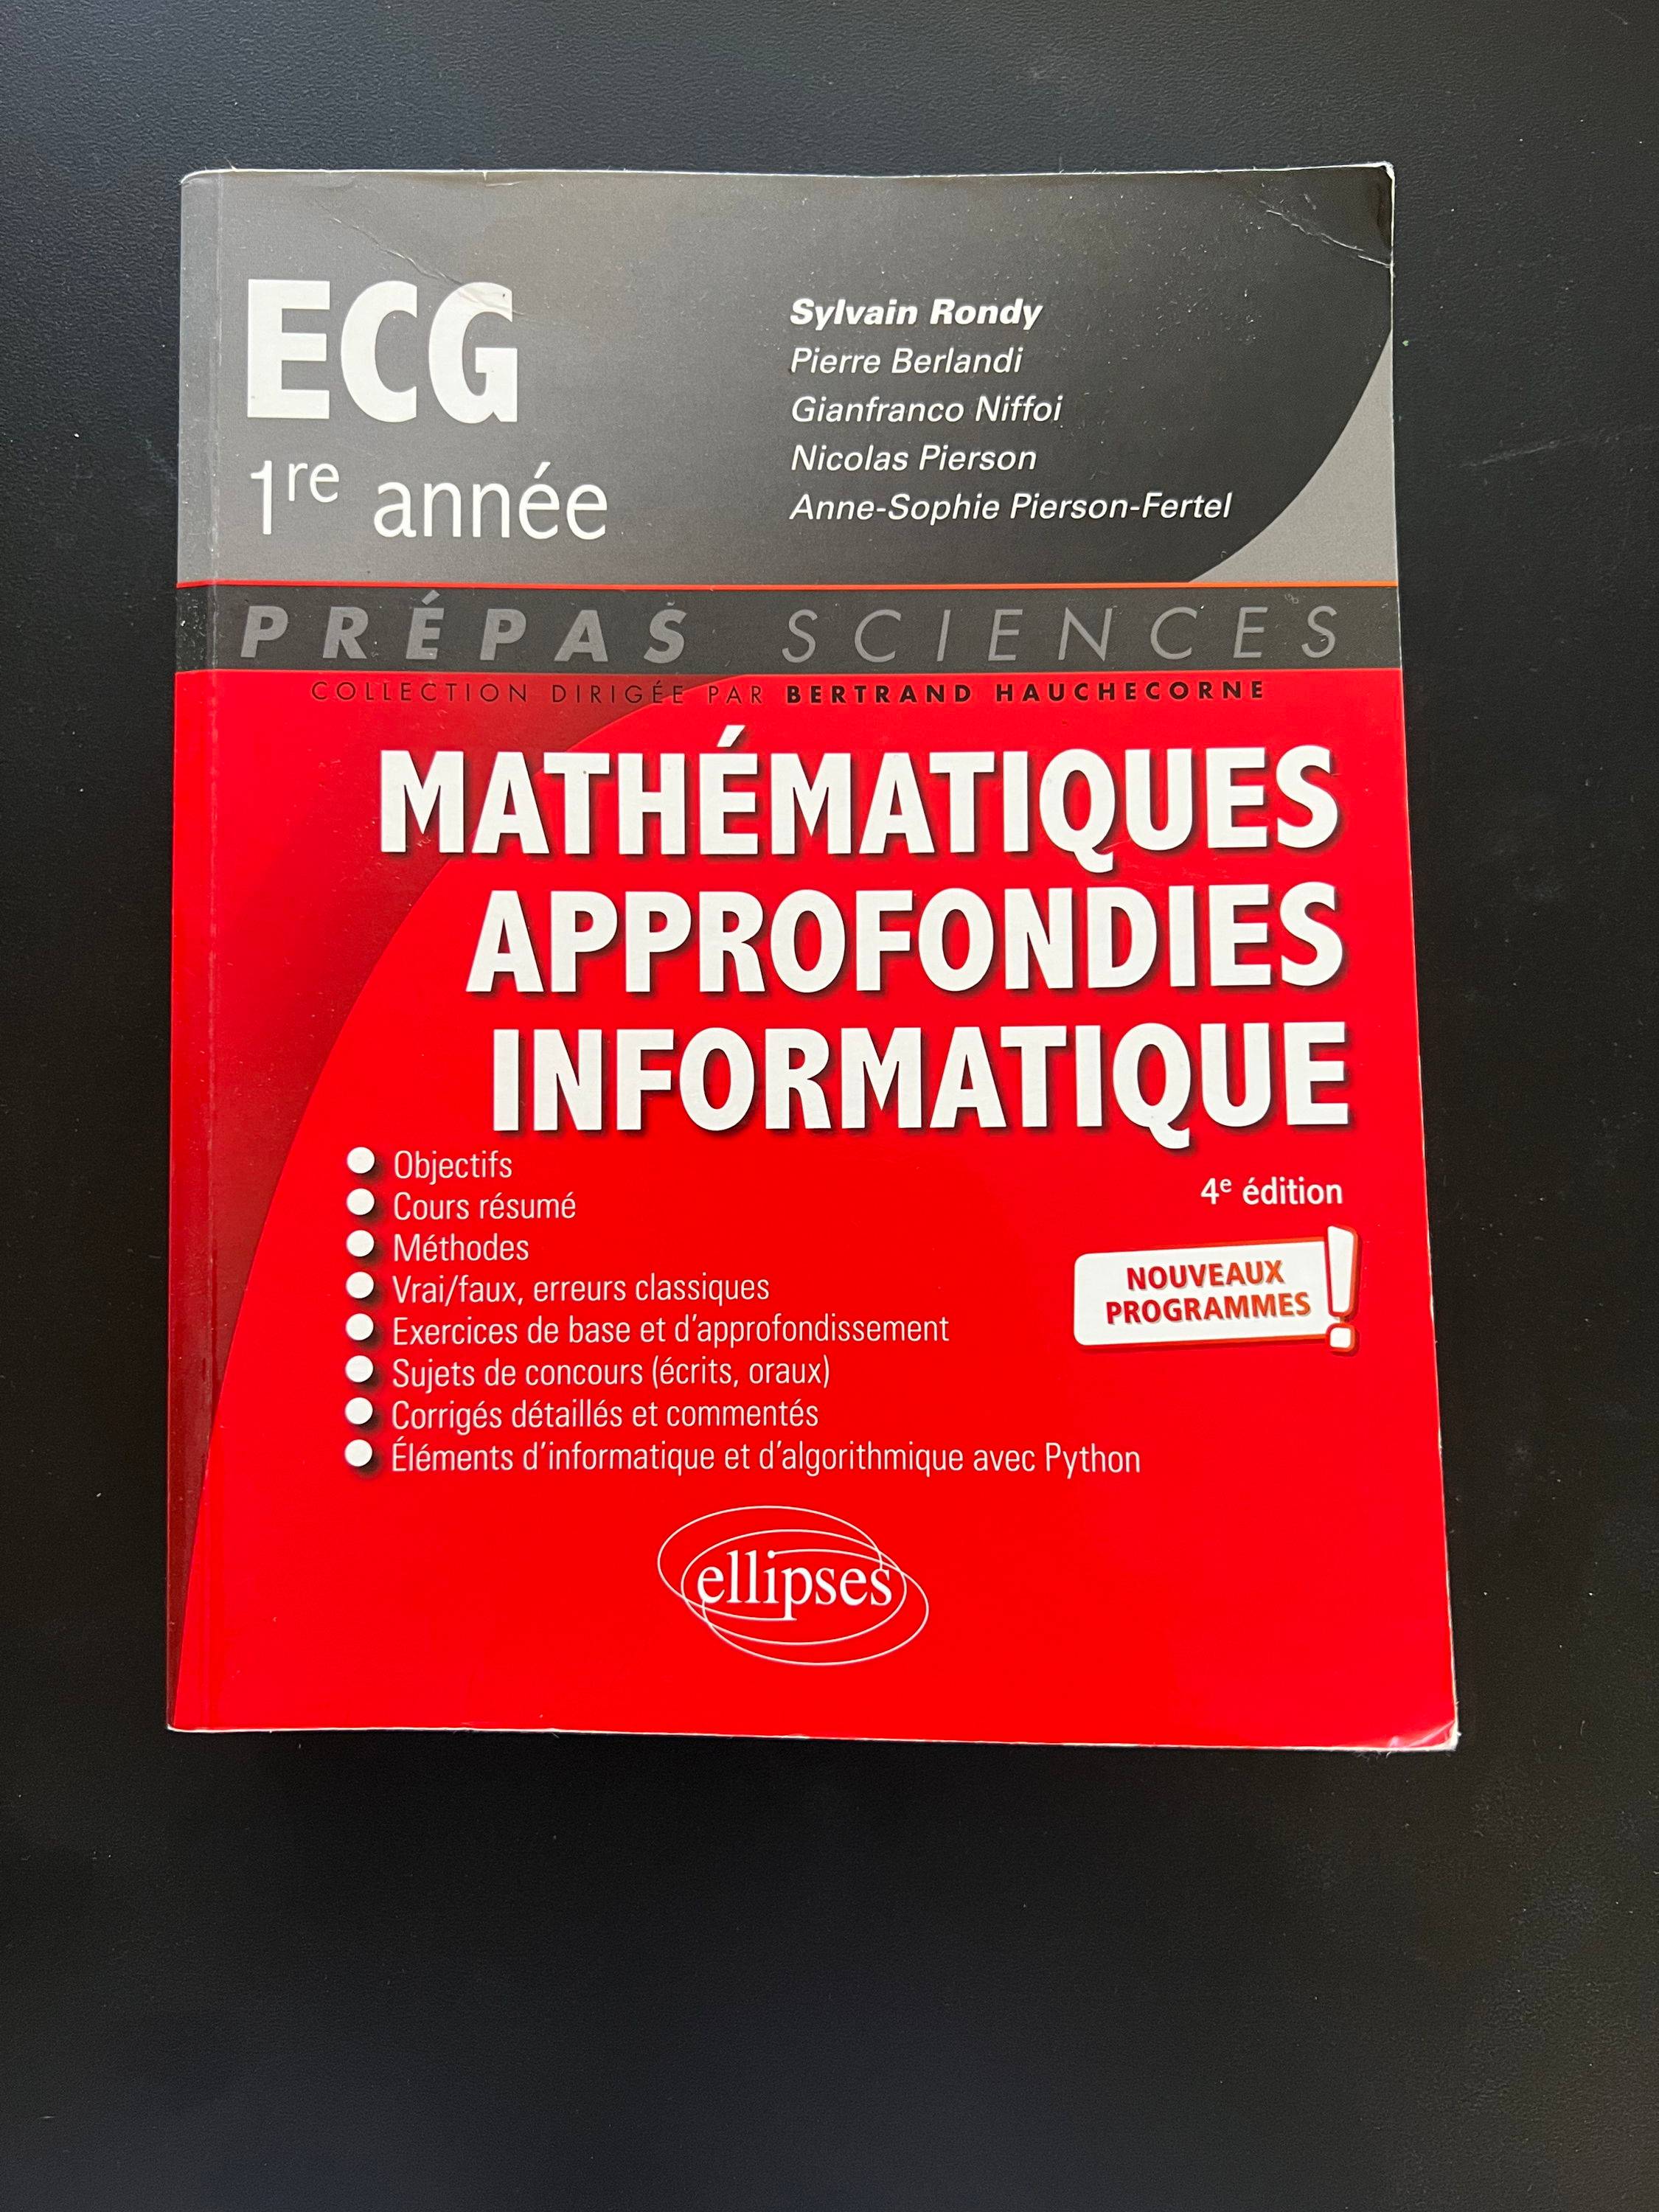 ECG
1re année
Sylvain Rondy
Pierre Berlandi
Gianfranco Niffoi
Nicolas Pierson
Anne-Sophie Pierson-Fertel
PRÉPAS SCIENCES
COLLECTION DIRIGÉE PAR BERTRAND HAUCHECORNE
MATHÉMATIQUES
APPROFONDIES
INFORMATIQUE
Objectifs
Cours résumé
Méthodes
Vrai/faux, erreurs classiques
Exercices de base et d'approfondissement
Sujets de concours (écrits, oraux)
Corrigés détaillés et commentés
Éléments d'informatique et d'algorithmique avec Python
4e édition
NOUVEAUX
PROGRAMMES !
ellipses